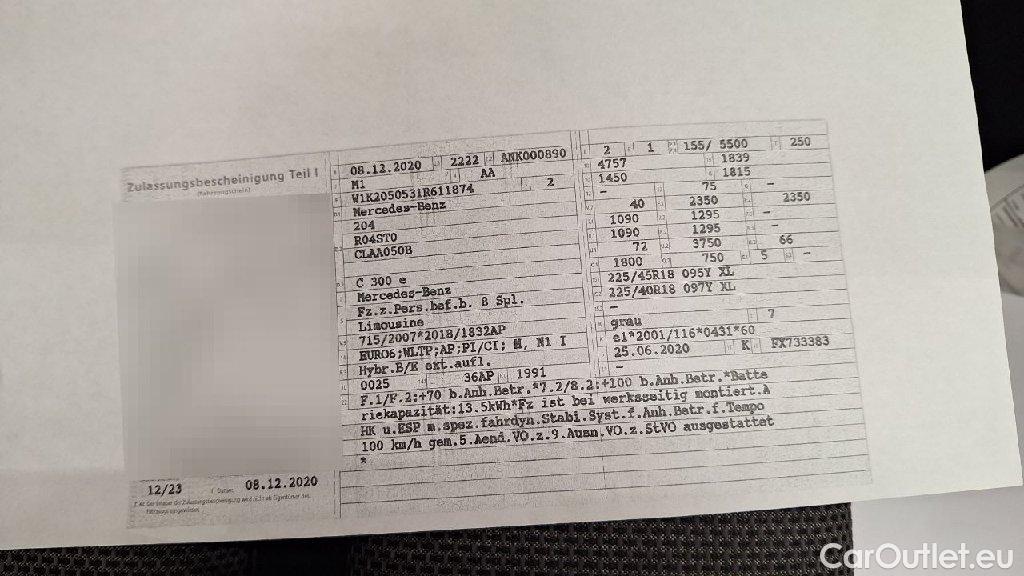 Zulassungsbescheinigung Teil I
(Fahrzeugschein)
08.12.2020 2222 ANK000890
M1 AA
W1K2050531R611874 2
Mercedes-Benz
204
R04ST0
CLAA050B
C 300 e
Mercedes-Benz
Fz.z.Pers.bef.b. 8 Spl.
Limousine
715/2007*2018/1832AP
EURO6;WLTP;AP;PI/CI; M, N1 I
Hybr.B/E ext.aufl.
0025 36AP 1991
2 1 155/ 5500 250
4757 1839
1450 1815
- 75 -
40 2350 2350
1090 1295 -
1090 1295 -
72 3750 66
1800 750 5 -
225/45R18 095Y XL
225/40R18 097Y XL
-
grau 7
e1*2001/116*0431*60
25.06.2020 K FX733383
-
F.1/F.2:+70 b.Anh.Betr.*7.2/8.2:+100 b.Anh.Betr.*Batte
riekapazität:13.5kWh*Fz ist bei werksseitig montiert.A
HK u.ESP m.spez.fahrdyn.Stabi.Syst.f.Anh.Betr.f.Tempo
100 km/h gem.5.Aend.VO.z.9.Ausn.VO.z.StVO ausgestattet
*
12/23 Datum: 08.12.2020
CarOutlet.eu